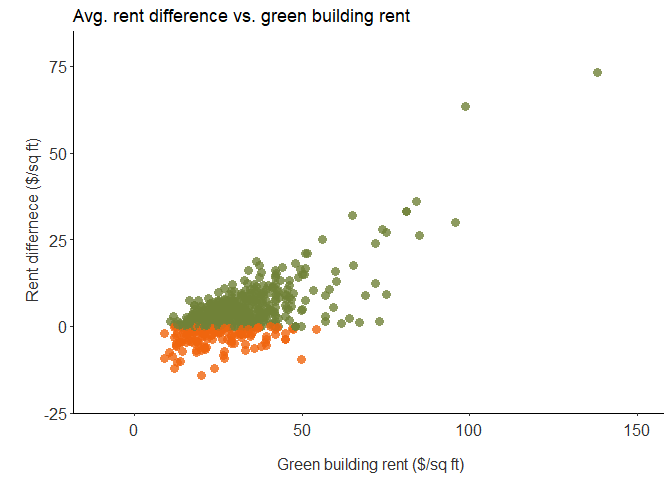 Avg. rent difference vs. green building rent
Rent differnece ($/sq ft)
75
50
25
0
-25
0 50 100 150
Green building rent ($/sq ft)